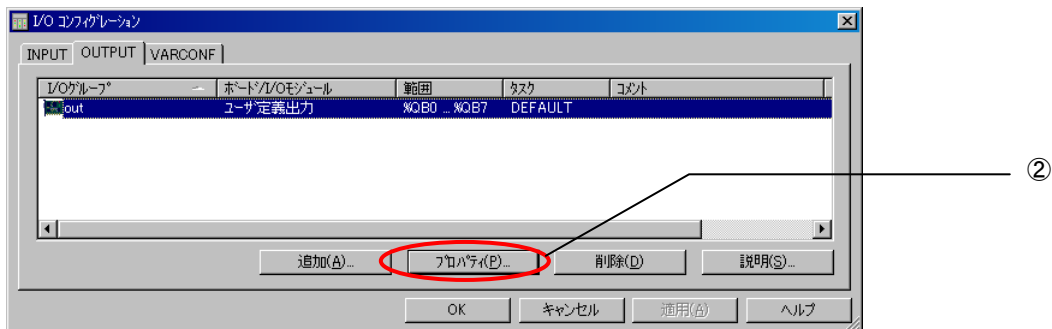 I/O ｺﾝﾌｨｸﾞﾚｰｼｮﾝ
INPUT OUTPUT VARCONF
I/Oｸﾞﾙｰﾌﾟ ﾎﾞｰﾄﾞ/I/Oﾓｼﾞｭｰﾙ 範囲 ﾀｽｸ ｺﾒﾝﾄ
out ﾕｰｻﾞ定義出力 %QB0 ... %QB7 DEFAULT
②
追加(A)... ﾌﾟﾛﾊﾟﾃｨ(P)... 削除(D) 説明(S)...
OK キャンセル 適用(A) ヘルプ